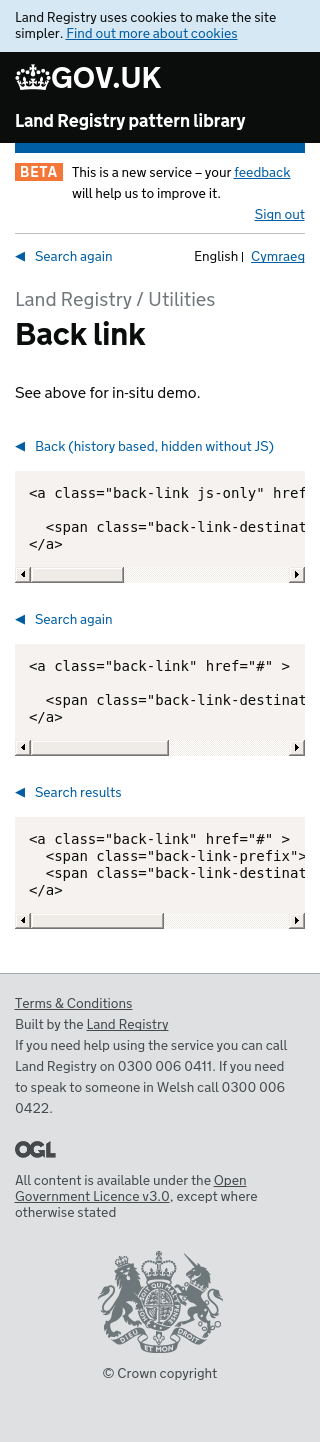 Land Registry uses cookies to make the site
simpler. Find out more about cookies
GOV.UK
Land Registry pattern library
BETA This is a new service – your feedback
will help us to improve it.
Sign out
Search again English | Cymraeg
Land Registry / Utilities
Back link
See above for in-situ demo.
Back (history based, hidden without JS)
<a class="back-link js-only" href
<span class="back-link-destinat
</a>
Search again
<a class="back-link" href="#" >
<span class="back-link-destinat
</a>
Search results
<a class="back-link" href="#" >
<span class="back-link-prefix">
<span class="back-link-destinat
</a>
Terms & Conditions
Built by the Land Registry
If you need help using the service you can call
Land Registry on 0300 006 0411. If you need
to speak to someone in Welsh call 0300 006
0422.
OGL
All content is available under the Open
Government Licence v3.0, except where
otherwise stated
DIEU ET MON DROIT
© Crown copyright